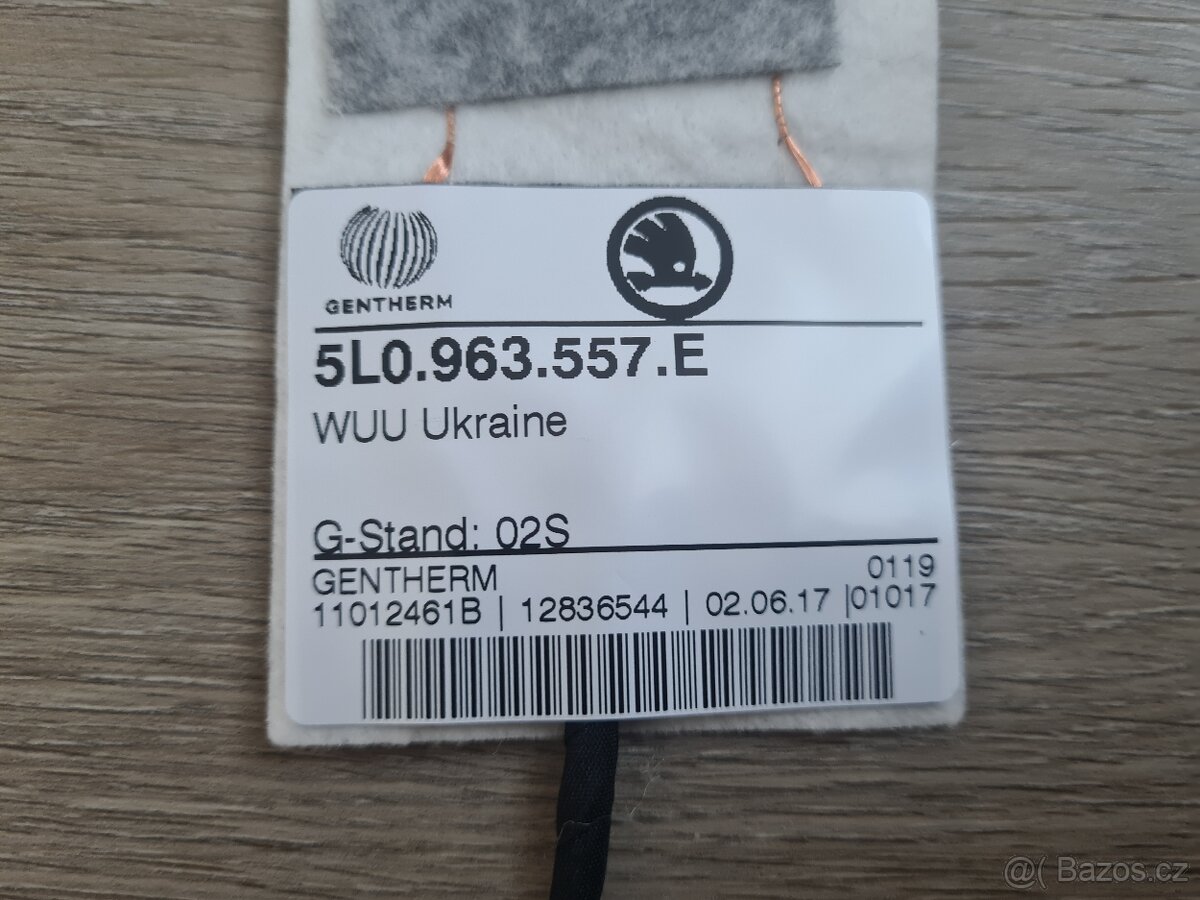 GENTHERM
5L0.963.557.E
WUU Ukraine
G-Stand: 02S
GENTHERM 0119
11012461B | 12836544 | 02.06.17 |01017
@( Bazos.cz